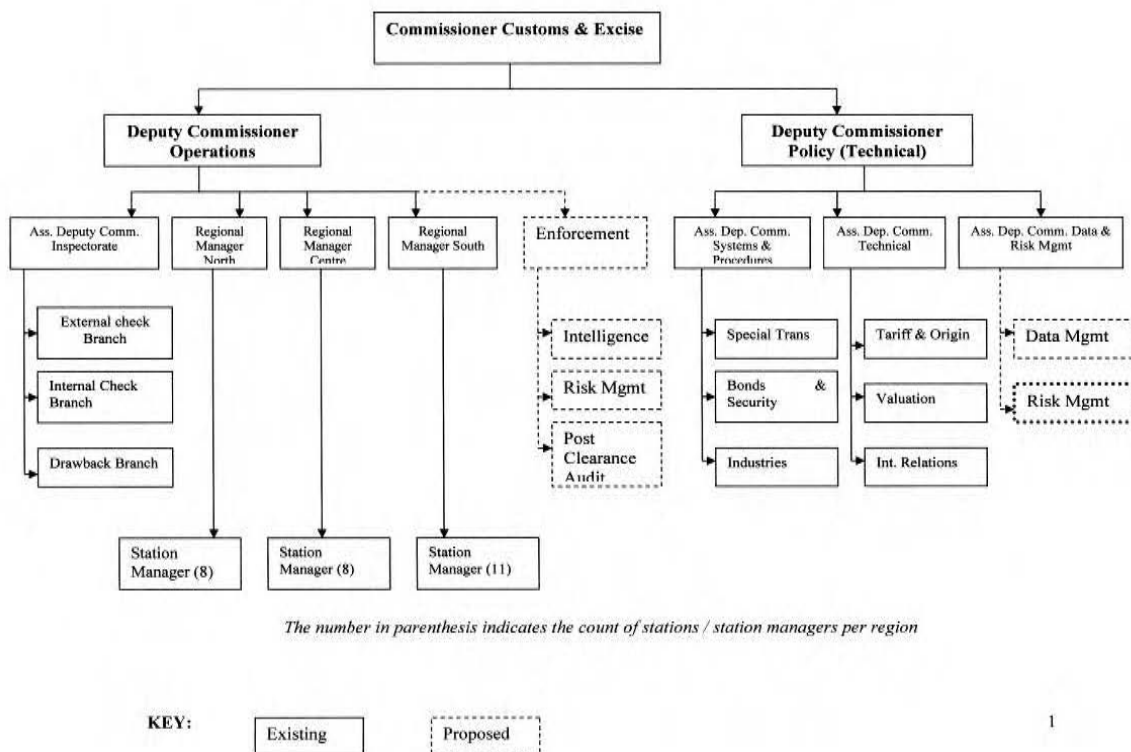 Commissioner Customs & Excise
Deputy Commissioner
Operations
Deputy Commissioner
Policy (Technical)
Ass. Deputy Comm.
Inspectorate
Regional
Manager
North
Regional
Manager
Centre
Regional
Manager South
Enforcement
Ass. Dep. Comm.
Systems &
Procedures
Ass. Dep. Comm.
Technical
Ass. Dep. Comm. Data &
Risk Mgmt
External check
Branch
Internal Check
Branch
Drawback Branch
Intelligence
Risk Mgmt
Post
Clearance
Audit
Special Trans
Bonds &
Security
Industries
Tariff & Origin
Valuation
Int. Relations
Data Mgmt
Risk Mgmt
Station
Manager (8)
Station
Manager (8)
Station
Manager (11)
The number in parenthesis indicates the count of stations / station managers per region
KEY:
Existing
Proposed
1